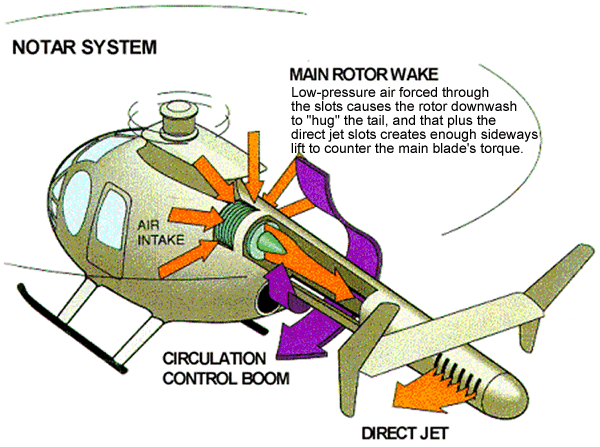 NOTAR SYSTEM
MAIN ROTOR WAKE
Low-pressure air forced through
the slots causes the rotor downwash
to "hug" the tail, and that plus the
direct jet slots creates enough sideways
lift to counter the main blade's torque.
AIR
INTAKE
CIRCULATION
CONTROL BOOM
DIRECT JET